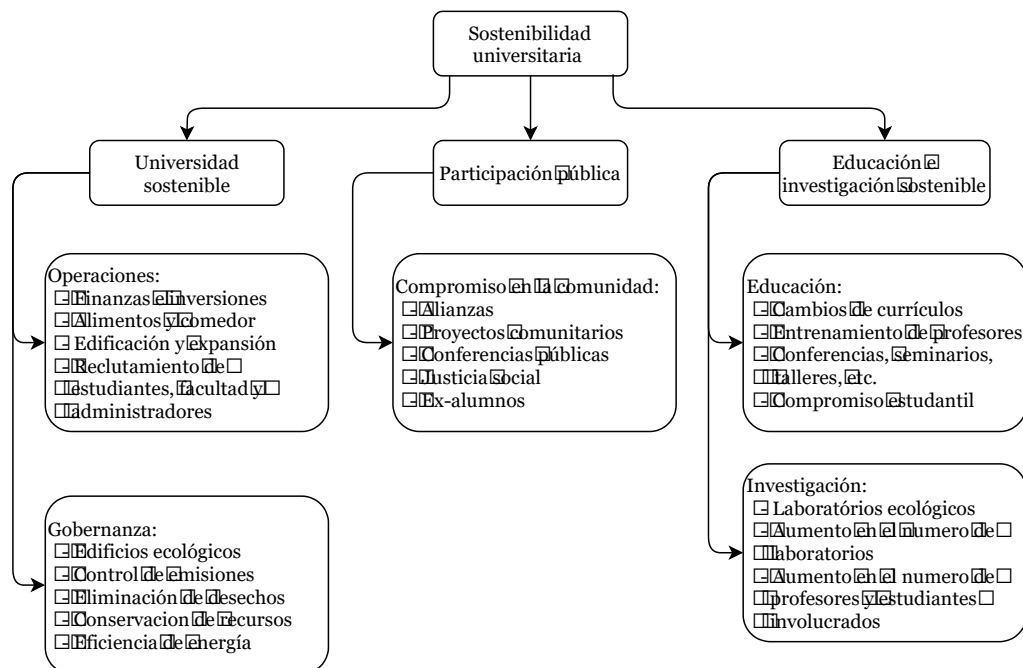 Sostenibilidad
universitaria
Universidad
sostenible
Participación pública
Educación e
investigación sostenible
Operaciones:
- Finanzas e inversiones
- Alimentos y comedor
- Edificación y expansión
- Reclutamiento de
estudiantes, facultad y
administradores
Gobernanza:
- Edificios ecológicos
- Control de emisiones
- Eliminación de desechos
- Conservacion de recursos
- Eficiencia de energía
Compromiso en la comunidad:
- Alianzas
- Proyectos comunitarios
- Conferencias públicas
- Justicia social
- Ex-alumnos
Educación:
- Cambios de currículos
- Entrenamiento de profesores
- Conferencias, seminarios,
talleres, etc.
- Compromiso estudantil
Investigación:
- Laboratórios ecológicos
- Aumento en el numero de
laboratorios
- Aumento en el numero de
profesores y estudiantes
involucrados